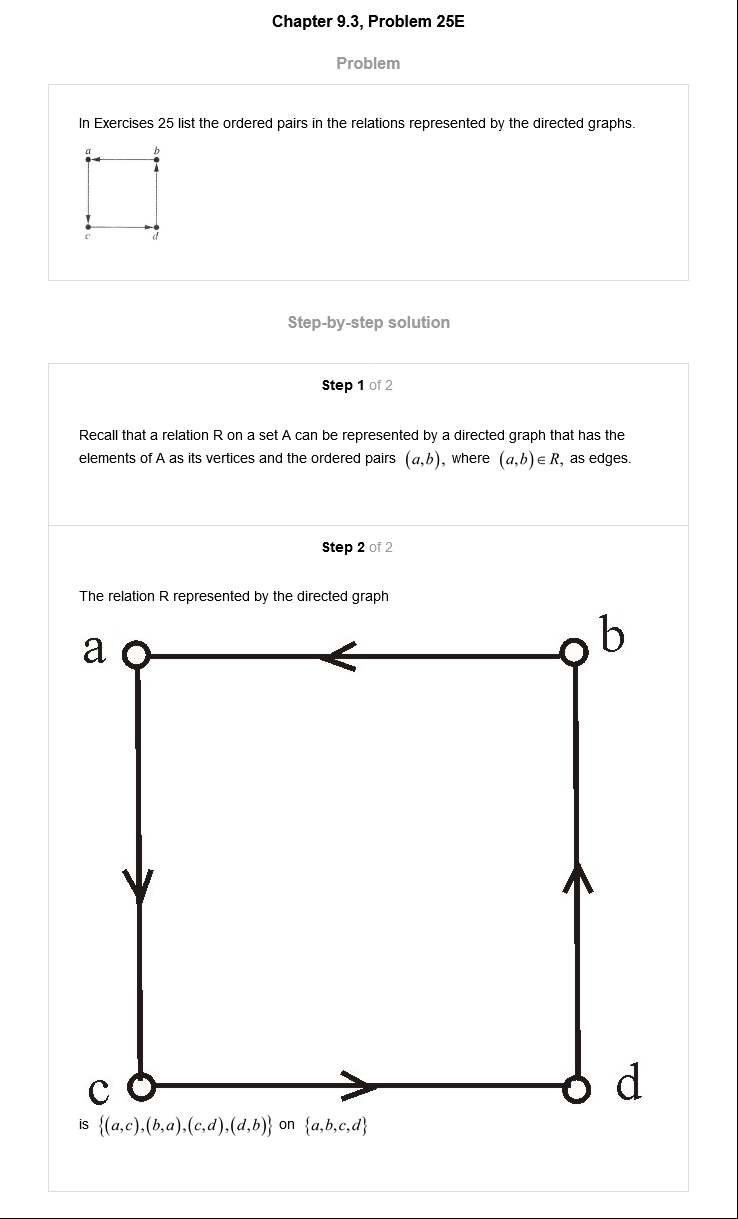 Chapter 9.3, Problem 25E
Problem
In Exercises 25 list the ordered pairs in the relations represented by the directed graphs.
a b
c d
Step-by-step solution
Step 1 of 2
Recall that a relation R on a set A can be represented by a directed graph that has the
elements of A as its vertices and the ordered pairs (a,b), where (a,b)∈R, as edges.
Step 2 of 2
The relation R represented by the directed graph
a b
c d
is {(a,c),(b,a),(c,d),(d,b)} on {a,b,c,d}